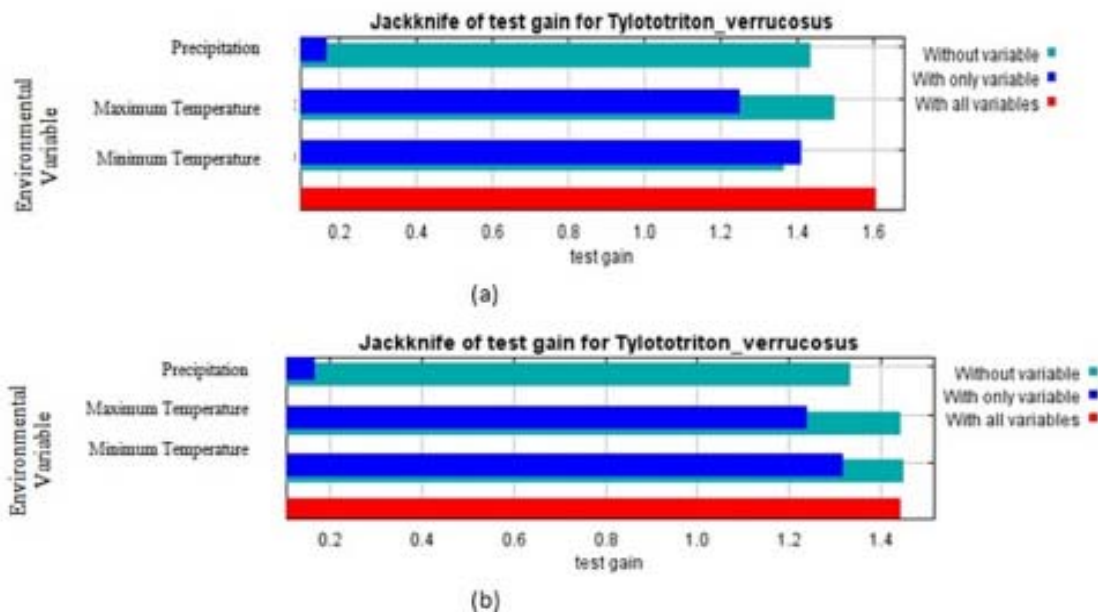 Jackknife of test gain for Tylototriton_verrucosus
Environmental
Variable
Precipitation
Maximum Temperature
Minimum Temperature
Without variable
With only variable
With all variables
0.2 0.4 0.6 0.8 1.0 1.2 1.4 1.6
test gain
(a)
Jackknife of test gain for Tylototriton_verrucosus
Environmental
Variable
Precipitation
Maximum Temperature
Minimum Temperature
Without variable
With only variable
With all variables
0.2 0.4 0.6 0.8 1.0 1.2 1.4
test gain
(b)